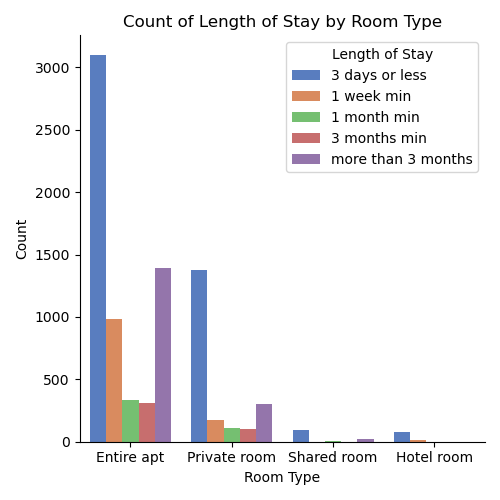 Count of Length of Stay by Room Type
Length of Stay
3 days or less
1 week min
1 month min
3 months min
more than 3 months
Count
3000
2500
2000
1500
1000
500
0
Entire apt
Private room
Shared room
Hotel room
Room Type